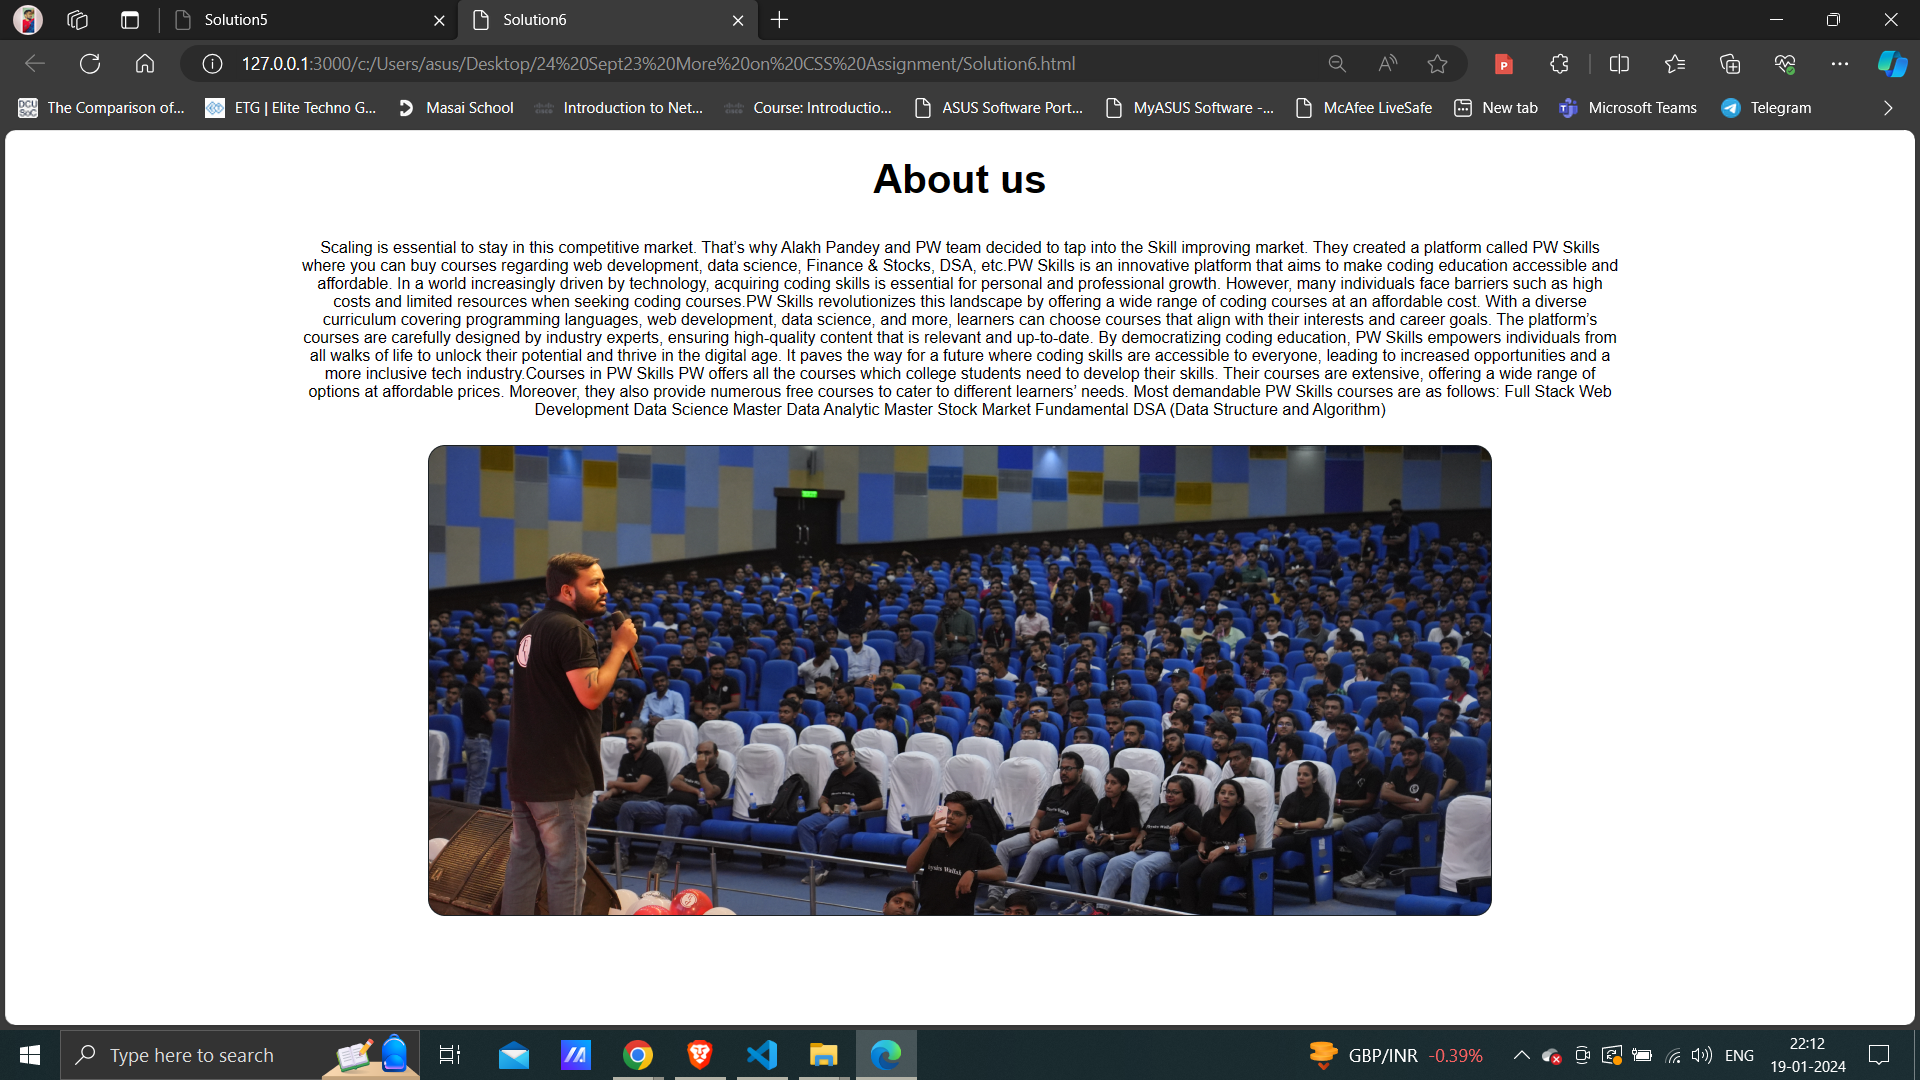 Solution5
Solution6
127.0.0.1:3000/c:/Users/asus/Desktop/24%20Sept23%20More%20on%20CSS%20Assignment/Solution6.html
The Comparison of...
ETG | Elite Techno G...
Masai School
Introduction to Net...
Course: Introductio...
ASUS Software Port...
MyASUS Software -...
McAfee LiveSafe
New tab
Microsoft Teams
Telegram
About us
Scaling is essential to stay in this competitive market. That’s why Alakh Pandey and PW team decided to tap into the Skill improving market. They created a platform called PW Skills
where you can buy courses regarding web development, data science, Finance & Stocks, DSA, etc.PW Skills is an innovative platform that aims to make coding education accessible and
affordable. In a world increasingly driven by technology, acquiring coding skills is essential for personal and professional growth. However, many individuals face barriers such as high
costs and limited resources when seeking coding courses.PW Skills revolutionizes this landscape by offering a wide range of coding courses at an affordable cost. With a diverse
curriculum covering programming languages, web development, data science, and more, learners can choose courses that align with their interests and career goals. The platform’s
courses are carefully designed by industry experts, ensuring high-quality content that is relevant and up-to-date. By democratizing coding education, PW Skills empowers individuals from
all walks of life to unlock their potential and thrive in the digital age. It paves the way for a future where coding skills are accessible to everyone, leading to increased opportunities and a
more inclusive tech industry.Courses in PW Skills PW offers all the courses which college students need to develop their skills. Their courses are extensive, offering a wide range of
options at affordable prices. Moreover, they also provide numerous free courses to cater to different learners’ needs. Most demandable PW Skills courses are as follows: Full Stack Web
Development Data Science Master Data Analytic Master Stock Market Fundamental DSA (Data Structure and Algorithm)
Type here to search
GBP/INR -0.39%
ENG
22:12
19-01-2024